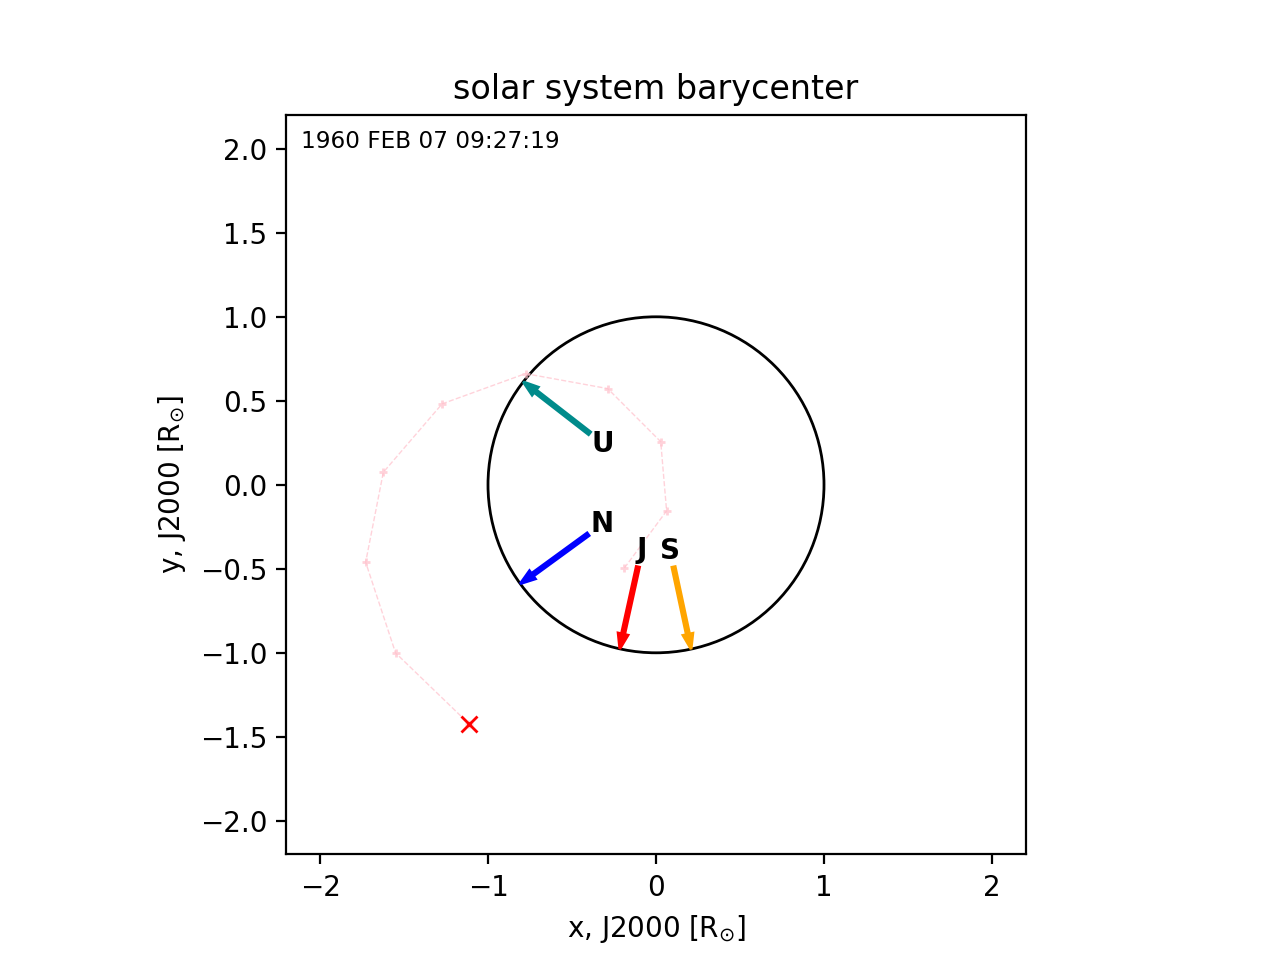 solar system barycenter
1960 FEB 07 09:27:19
2.0
1.5
1.0
0.5
0.0
−0.5
−1.0
−1.5
−2.0
y, J2000 [R☉]
U
N
J S
−2 −1 0 1 2
x, J2000 [R☉]